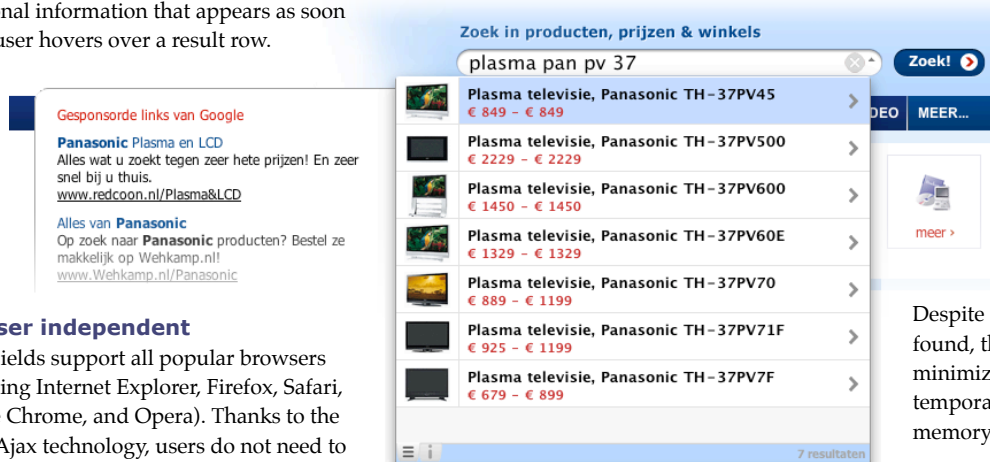 onal information that appears as soon
user hovers over a result row.
Gesponsorde links van Google
Panasonic Plasma en LCD
Alles wat u zoekt tegen zeer hete prijzen! En zeer
snel bij u thuis.
www.redcoon.nl/Plasma&LCD
Alles van Panasonic
Op zoek naar Panasonic producten? Bestel ze
makkelijk op Wehkamp.nl!
www.Wehkamp.nl/Panasonic
ser independent
ields support all popular browsers
ing Internet Explorer, Firefox, Safari,
Chrome, and Opera). Thanks to the
Ajax technology, users do not need to
Zoek in producten, prijzen & winkels
plasma pan pv 37
Zoek!
Plasma televisie, Panasonic TH-37PV45
€ 849 - € 849
Plasma televisie, Panasonic TH-37PV500
€ 2229 - € 2229
Plasma televisie, Panasonic TH-37PV600
€ 1450 - € 1450
Plasma televisie, Panasonic TH-37PV60E
€ 1329 - € 1329
Plasma televisie, Panasonic TH-37PV70
€ 889 - € 1199
Plasma televisie, Panasonic TH-37PV71F
€ 925 - € 1199
Plasma televisie, Panasonic TH-37PV7F
€ 679 - € 899
7 resultaten
DEO MEER...
meer ›
Despite
found, th
minimiz
tempora
memory